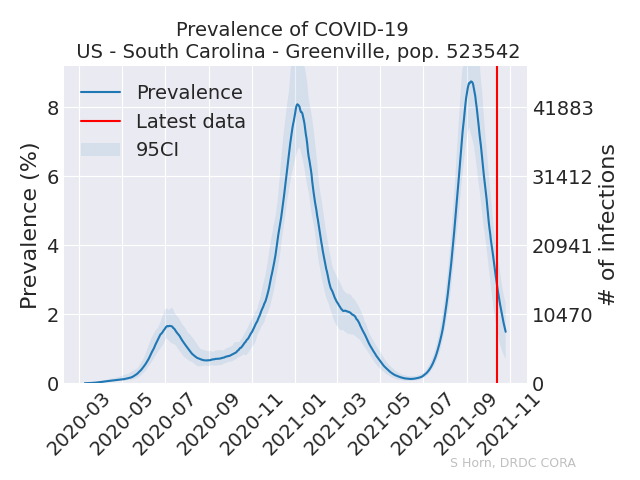 Prevalence of COVID-19
US - South Carolina - Greenville, pop. 523542
Prevalence
Latest data
95CI
Prevalence (%)
8
6
4
2
0
41883
31412
20941
10470
0
# of infections
2020-03
2020-05
2020-07
2020-09
2020-11
2021-01
2021-03
2021-05
2021-07
2021-09
2021-11
S Horn, DRDC CORA